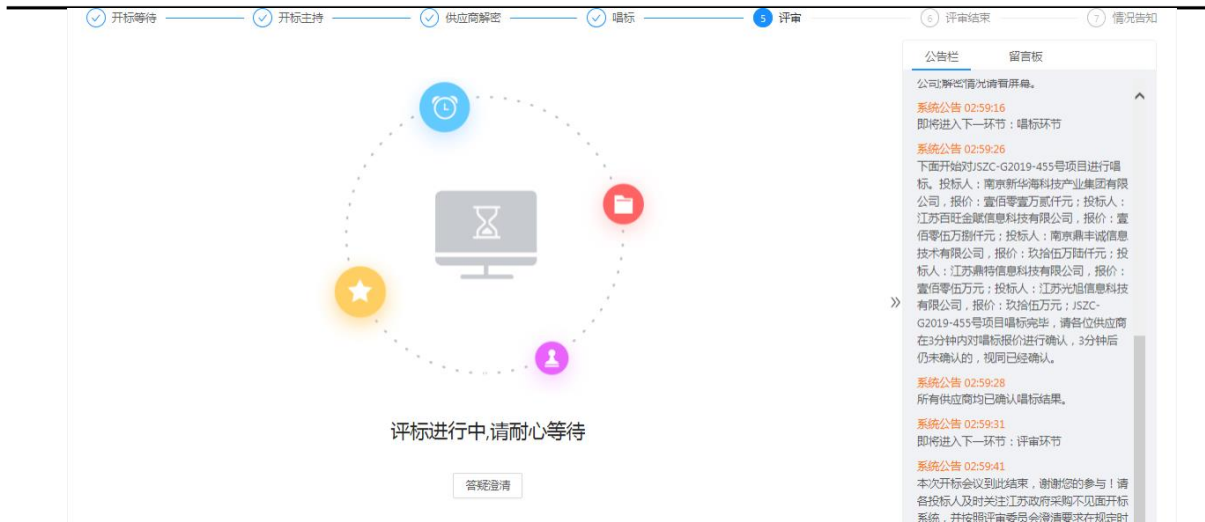 开标等待
开标主持
供应商解密
唱标
5 评审
6 评审结束
7 情况告知
公告栏 留言板
公司;解密情况请看屏幕。
系统公告 02:59:16
即将进入下一环节：唱标环节
系统公告 02:59:26
下面开始对JSZC-G2019-455号项目进行唱
标。投标人：南京新华海科技产业集团有限
公司，报价：壹佰零壹万贰仟元；投标人：
江苏百旺金赋信息科技有限公司，报价：壹
佰零伍万捌仟元；投标人：南京鼎丰诚信息
技术有限公司，报价：玖拾伍万陆仟元；投
标人：江苏鼎特信息科技有限公司，报价：
壹佰零伍万元；投标人：江苏光旭信息科技
有限公司，报价：玖拾伍万元；JSZC-
G2019-455号项目唱标完毕，请各位供应商
在3分钟内对唱标报价进行确认，3分钟后
仍未确认的，视同已经确认。
系统公告 02:59:28
所有供应商均已确认唱标结果。
系统公告 02:59:31
即将进入下一环节：评审环节
系统公告 02:59:41
本次开标会议到此结束，谢谢您的参与！请
各投标人及时关注江苏政府采购不见面开标
系统，并按照评审委员会澄清要求在规定时
评标进行中,请耐心等待
答疑澄清